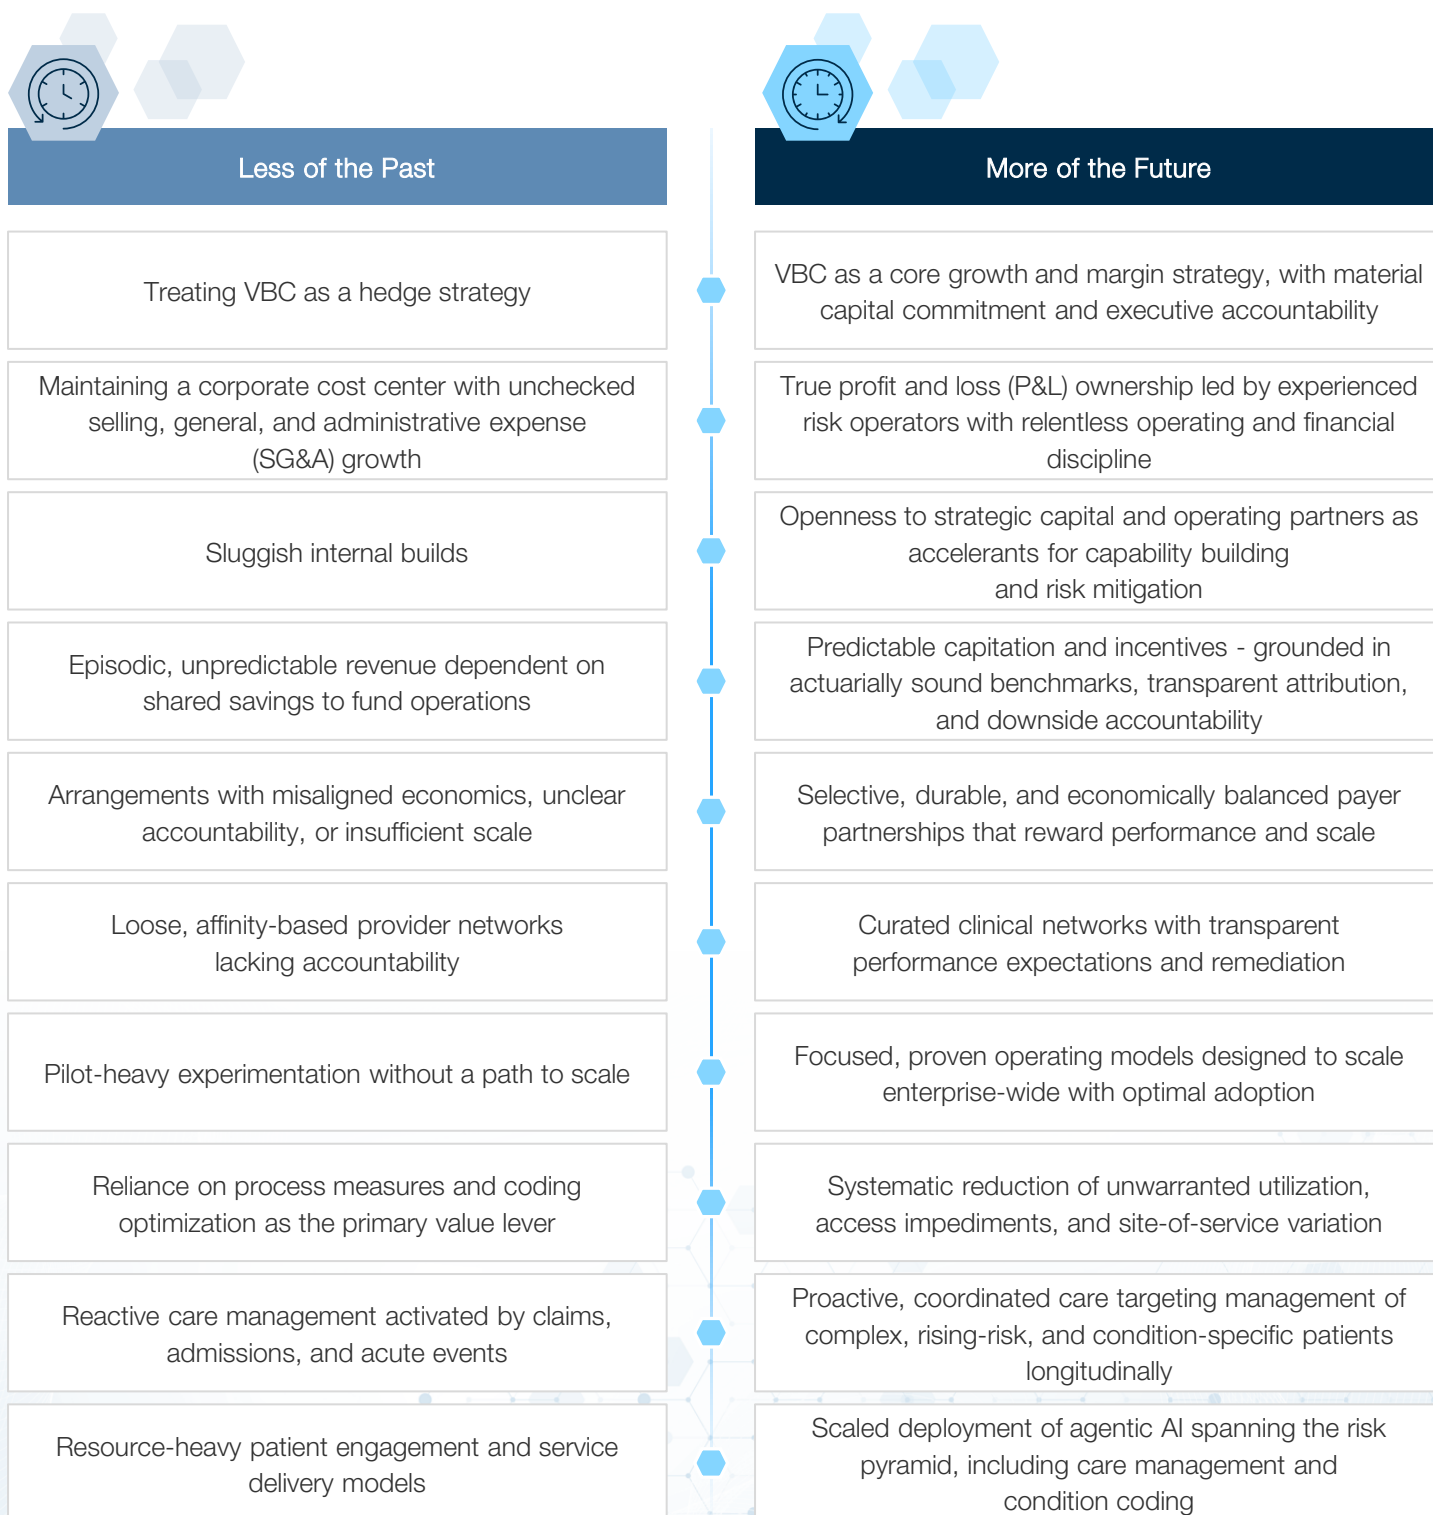 Less of the Past
More of the Future
Treating VBC as a hedge strategy
VBC as a core growth and margin strategy, with material
capital commitment and executive accountability
Maintaining a corporate cost center with unchecked
selling, general, and administrative expense
(SG&A) growth
True profit and loss (P&L) ownership led by experienced
risk operators with relentless operating and financial
discipline
Sluggish internal builds
Openness to strategic capital and operating partners as
accelerants for capability building
and risk mitigation
Episodic, unpredictable revenue dependent on
shared savings to fund operations
Predictable capitation and incentives - grounded in
actuarially sound benchmarks, transparent attribution,
and downside accountability
Arrangements with misaligned economics, unclear
accountability, or insufficient scale
Selective, durable, and economically balanced payer
partnerships that reward performance and scale
Loose, affinity-based provider networks
lacking accountability
Curated clinical networks with transparent
performance expectations and remediation
Pilot-heavy experimentation without a path to scale
Focused, proven operating models designed to scale
enterprise-wide with optimal adoption
Reliance on process measures and coding
optimization as the primary value lever
Systematic reduction of unwarranted utilization,
access impediments, and site-of-service variation
Reactive care management activated by claims,
admissions, and acute events
Proactive, coordinated care targeting management of
complex, rising-risk, and condition-specific patients
longitudinally
Resource-heavy patient engagement and service
delivery models
Scaled deployment of agentic AI spanning the risk
pyramid, including care management and
condition coding